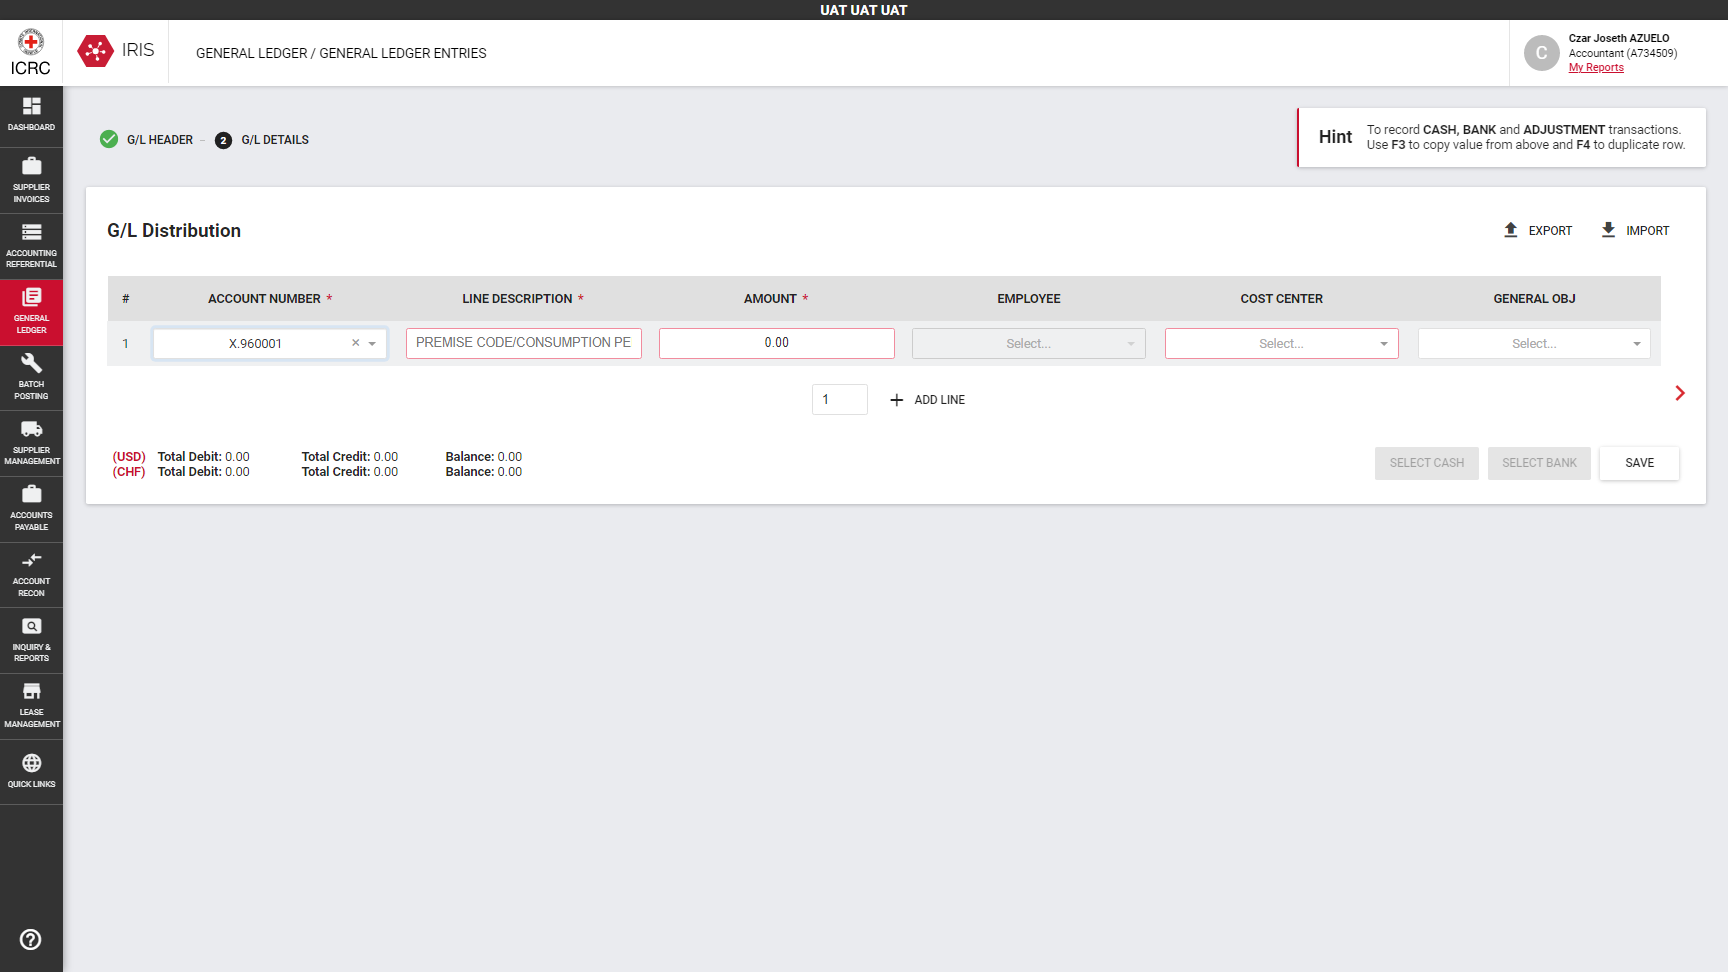 UAT UAT UAT
ICRC
IRIS
GENERAL LEDGER / GENERAL LEDGER ENTRIES
C
Czar Joseth AZUELO
Accountant (A734509)
My Reports
DASHBOARD
SUPPLIER
INVOICES
ACCOUNTING
REFERENTIAL
GENERAL
LEDGER
BATCH
POSTING
SUPPLIER
MANAGEMENT
ACCOUNTS
PAYABLE
ACCOUNT
RECON
INQUIRY &
REPORTS
LEASE
MANAGEMENT
QUICK LINKS
G/L HEADER – 2 G/L DETAILS
Hint
To record CASH, BANK and ADJUSTMENT transactions.
Use F3 to copy value from above and F4 to duplicate row.
G/L Distribution
EXPORT IMPORT
# ACCOUNT NUMBER * LINE DESCRIPTION * AMOUNT * EMPLOYEE COST CENTER GENERAL OBJ
1 X.960001 × PREMISE CODE/CONSUMPTION PE 0.00 Select... Select... Select...
1 + ADD LINE
(USD) Total Debit: 0.00 Total Credit: 0.00 Balance: 0.00
(CHF) Total Debit: 0.00 Total Credit: 0.00 Balance: 0.00
SELECT CASH SELECT BANK SAVE